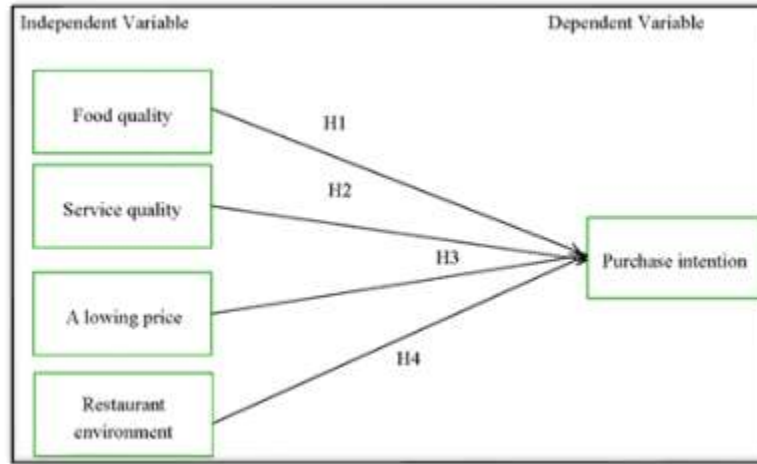 Independent Variable
Dependent Variable
Food quality
H1
Service quality
H2
H3
Purchase intention
A lowing price
H4
Restaurant
environment